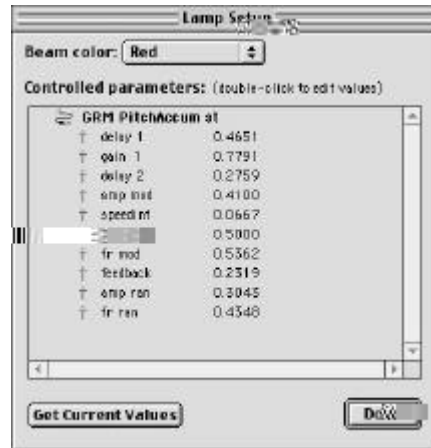 Lamp Setup
Beam color: Red
Controlled parameters: (double-click to edit values)
GRM PitchAccum st
delay 1 0.4651
gain 1 0.7791
delay 2 0.2759
amp mod 0.4100
speed nt 0.0667
0.5000
fr mod 0.5362
feedback 0.2319
amp ran 0.3043
fr ran 0.4348
Get Current Values